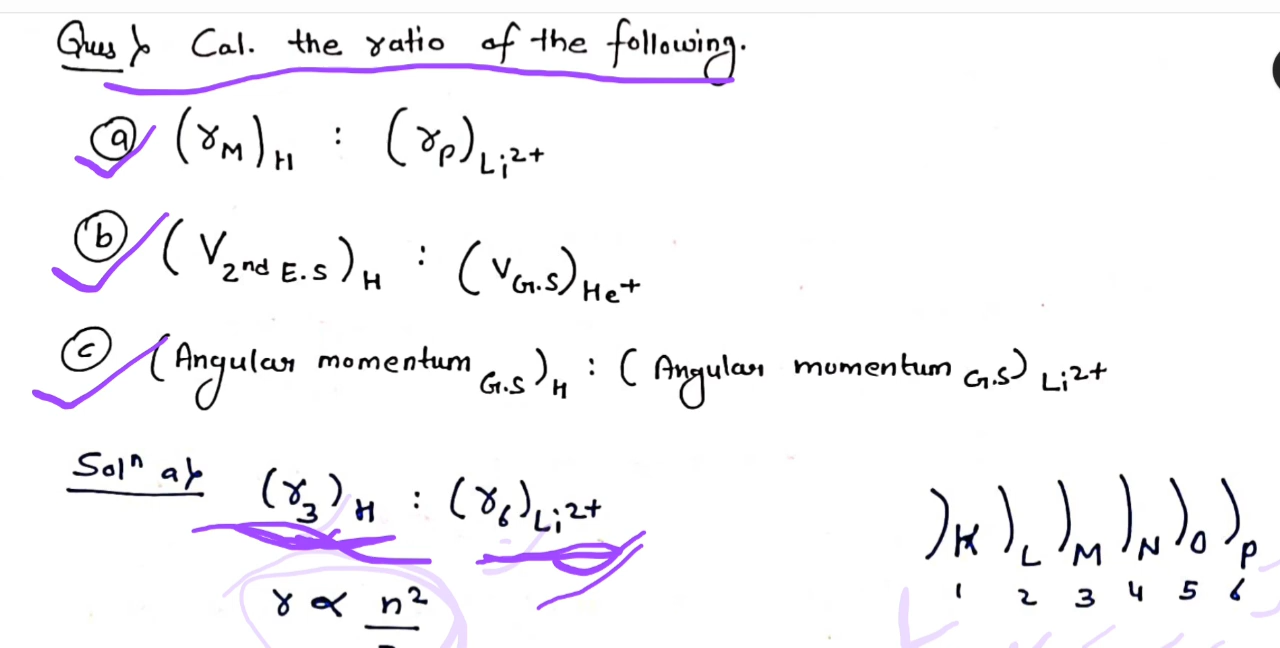 Ques> Cal. the ratio of the following.
(a) (r_M)_H : (r_P)_Li²⁺
(b) (V_2nd E.S)_H : (V_G.S)_He⁺
(c) (Angular momentum_G.S)_H : (Angular momentum_G.S)_Li²⁺
Solⁿ a> (r_3)_H : (r_6)_Li²⁺
)K )L )M )N )O )P
1 2 3 4 5 6
r ∝ n²